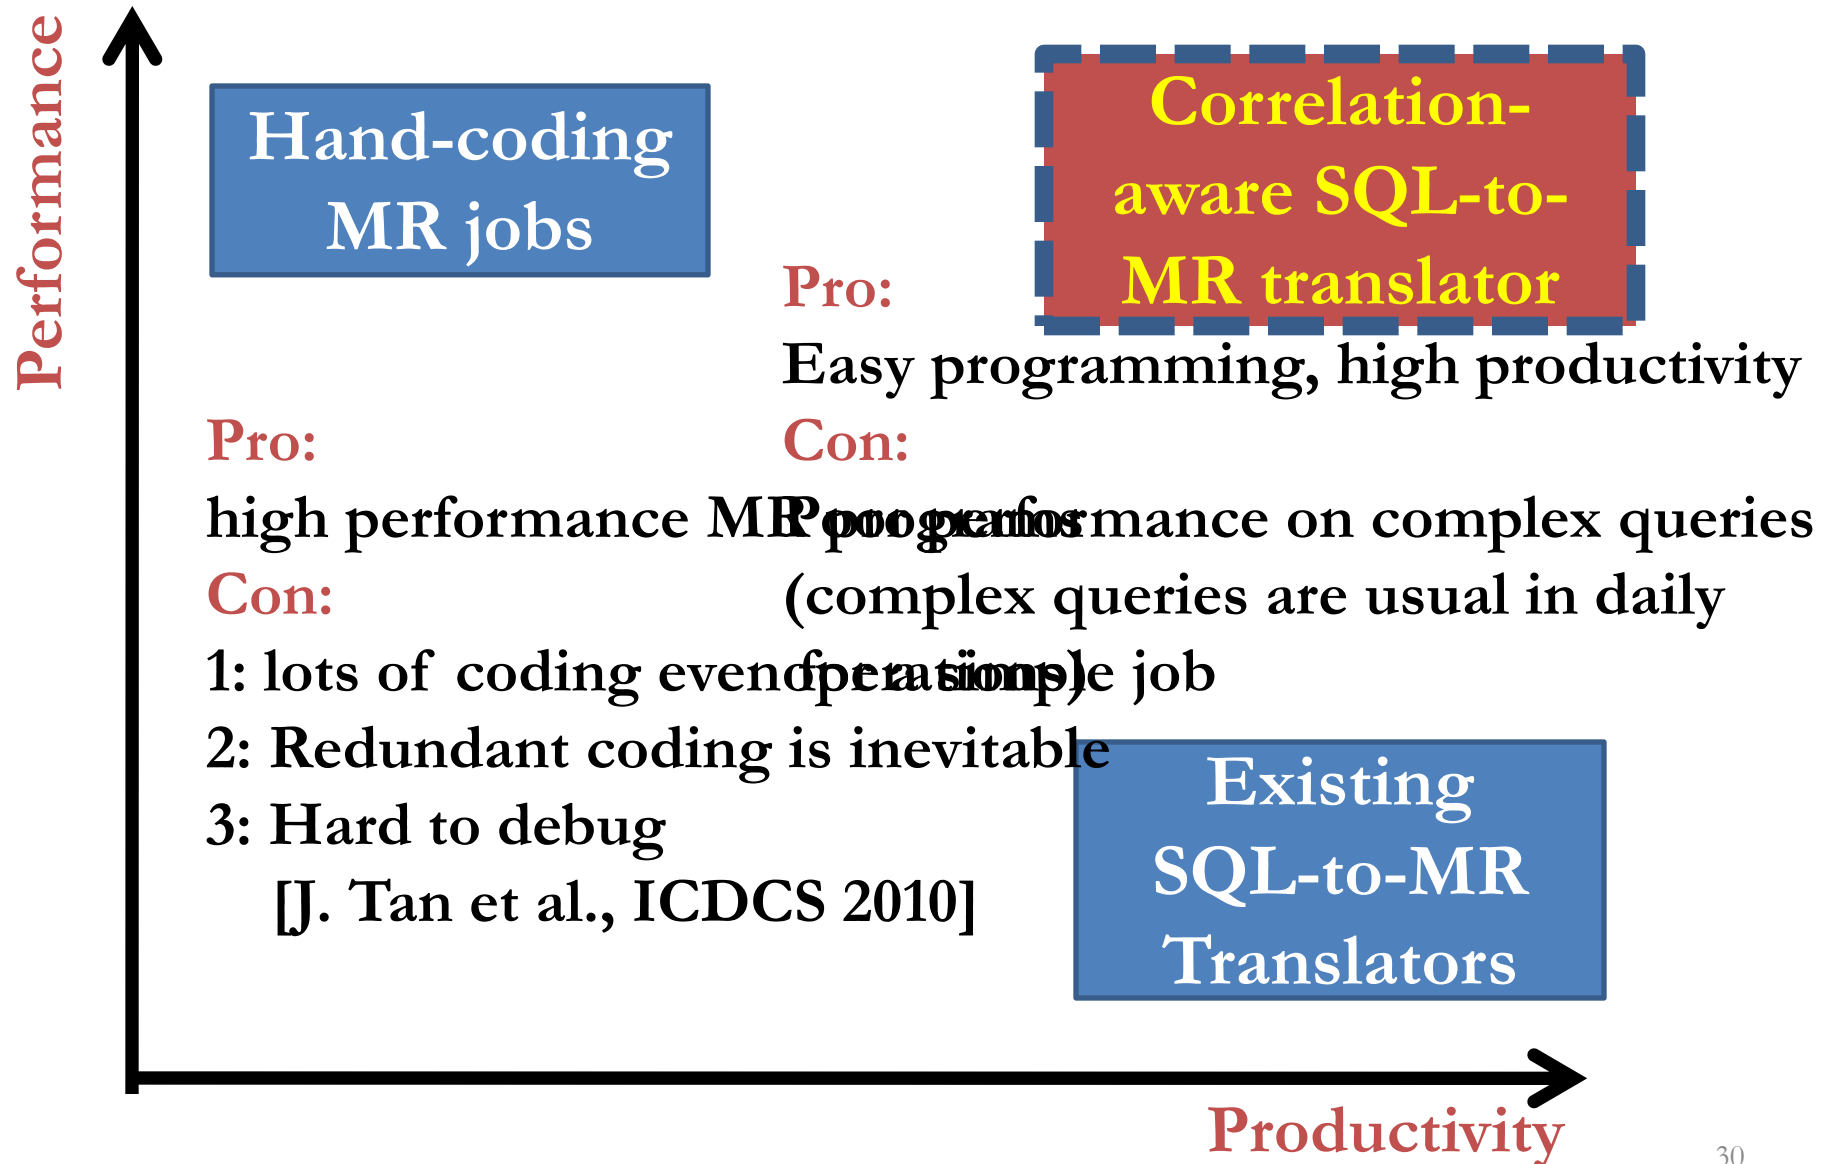 Performance
Hand-coding
MR jobs
Correlation-
aware SQL-to-
MR translator
Pro:
high performance MR programs
Con:
1: lots of coding even for a simple job
2: Redundant coding is inevitable
3: Hard to debug
[J. Tan et al., ICDCS 2010]
Pro:
Easy programming, high productivity
Con:
Poor performance on complex queries
(complex queries are usual in daily
operations)
Existing
SQL-to-MR
Translators
Productivity
30